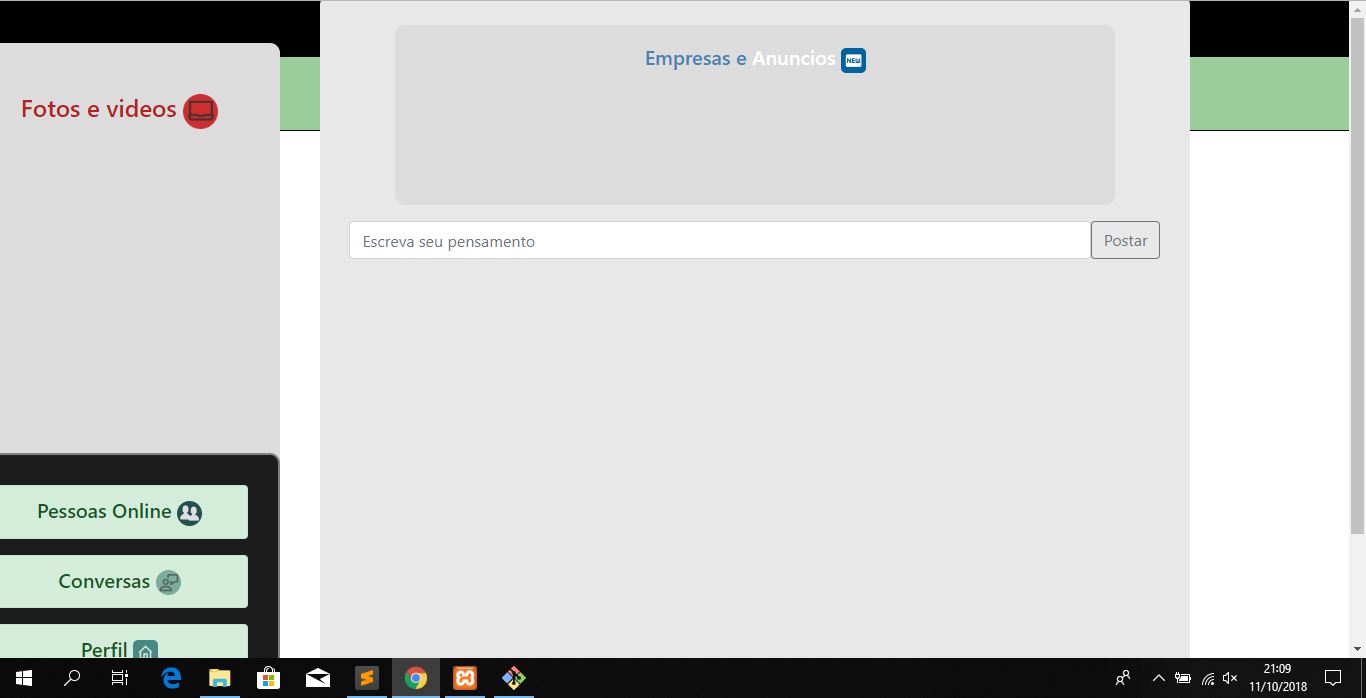 Empresas e Anuncios NEW
Fotos e videos
Escreva seu pensamento
Postar
Pessoas Online
Conversas
Perfil
21:09
11/10/2018